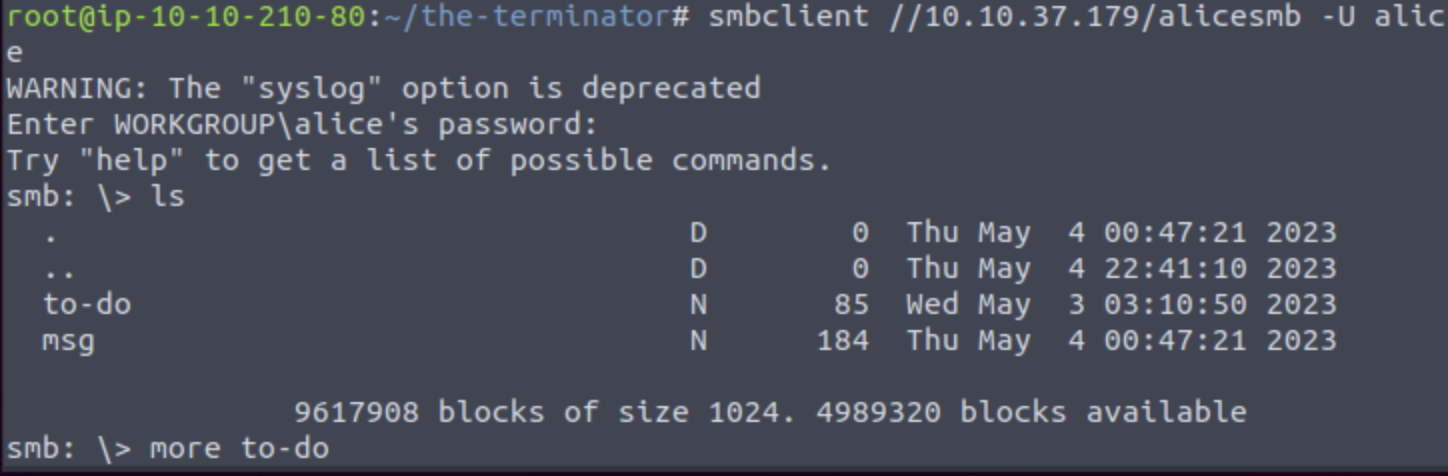 root@ip-10-10-210-80:~/the-terminator# smbclient //10.10.37.179/alicesmb -U alic
e
WARNING: The "syslog" option is deprecated
Enter WORKGROUP\alice's password:
Try "help" to get a list of possible commands.
smb: \> ls
  .                                   D        0  Thu May  4 00:47:21 2023
  ..                                  D        0  Thu May  4 22:41:10 2023
  to-do                               N       85  Wed May  3 03:10:50 2023
  msg                                 N      184  Thu May  4 00:47:21 2023
                9617908 blocks of size 1024. 4989320 blocks available
smb: \> more to-do